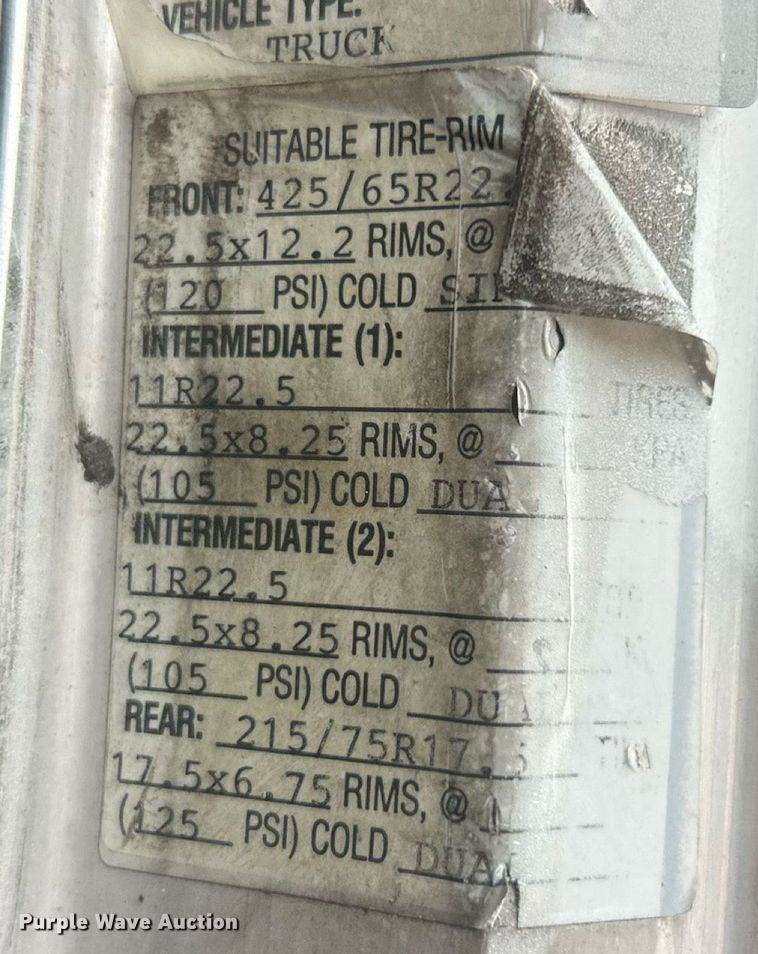 VEHICLE TYPE:
TRUCK
SUITABLE TIRE-RIM
FRONT: 425/65R22.
22.5x12.2 RIMS, @
(120 PSI) COLD
INTERMEDIATE (1):
11R22.5 TIRES
22.5x8.25 RIMS, @
(105 PSI) COLD DUA
INTERMEDIATE (2):
11R22.5
22.5x8.25 RIMS, @
(105 PSI) COLD DU
REAR: 215/75R17.5
17.5x6.75 RIMS, @
(125 PSI) COLD DUA
Purple Wave Auction